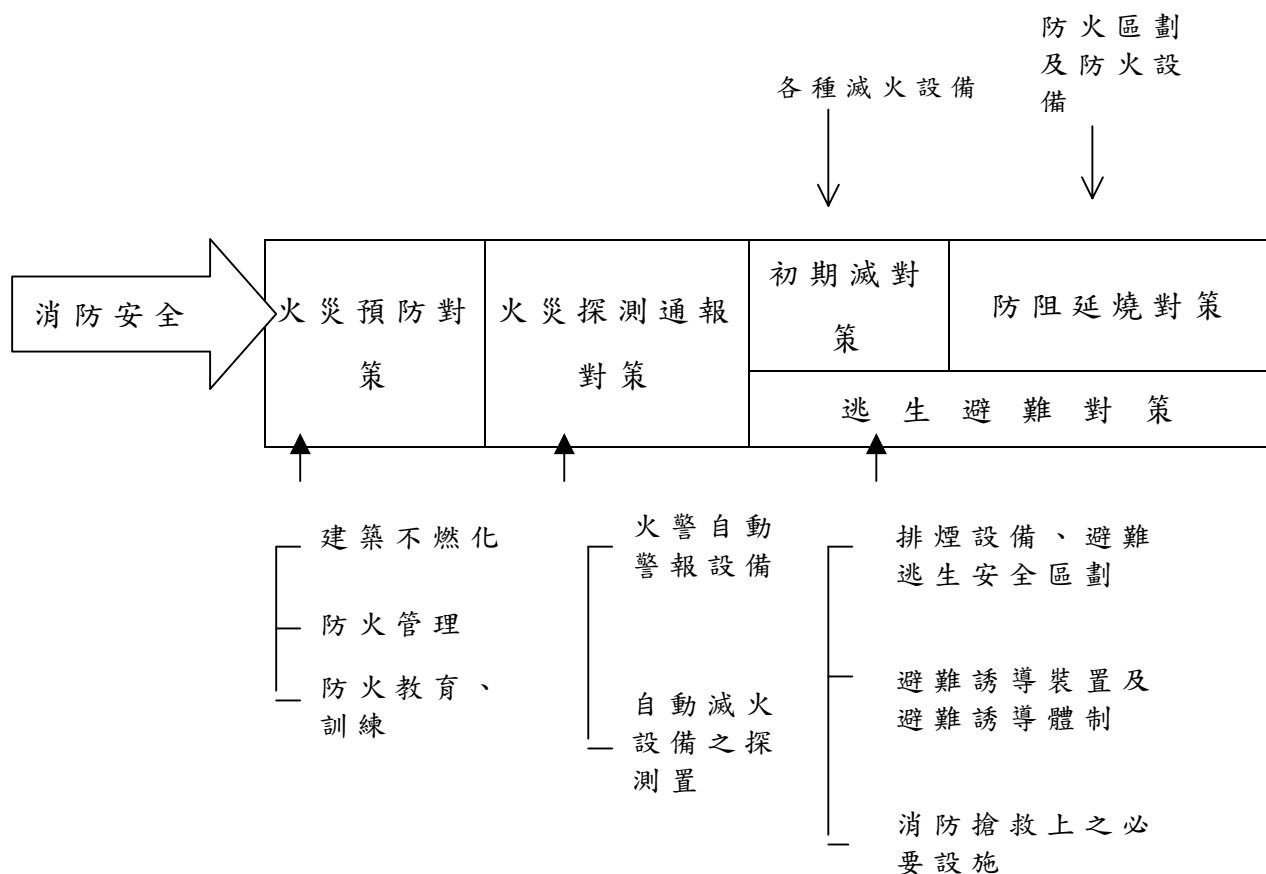 防火區劃
及防火設
備
各種滅火設備
消防安全
火災預防對
策
火災探測通報
對策
初期滅對
策
防阻延燒對策
逃生避難對策
建築不燃化
防火管理
防火教育、
訓練
火警自動
警報設備
自動滅火
設備之探
測置
排煙設備、避難
逃生安全區劃
避難誘導裝置及
避難誘導體制
消防搶救上之必
要設施